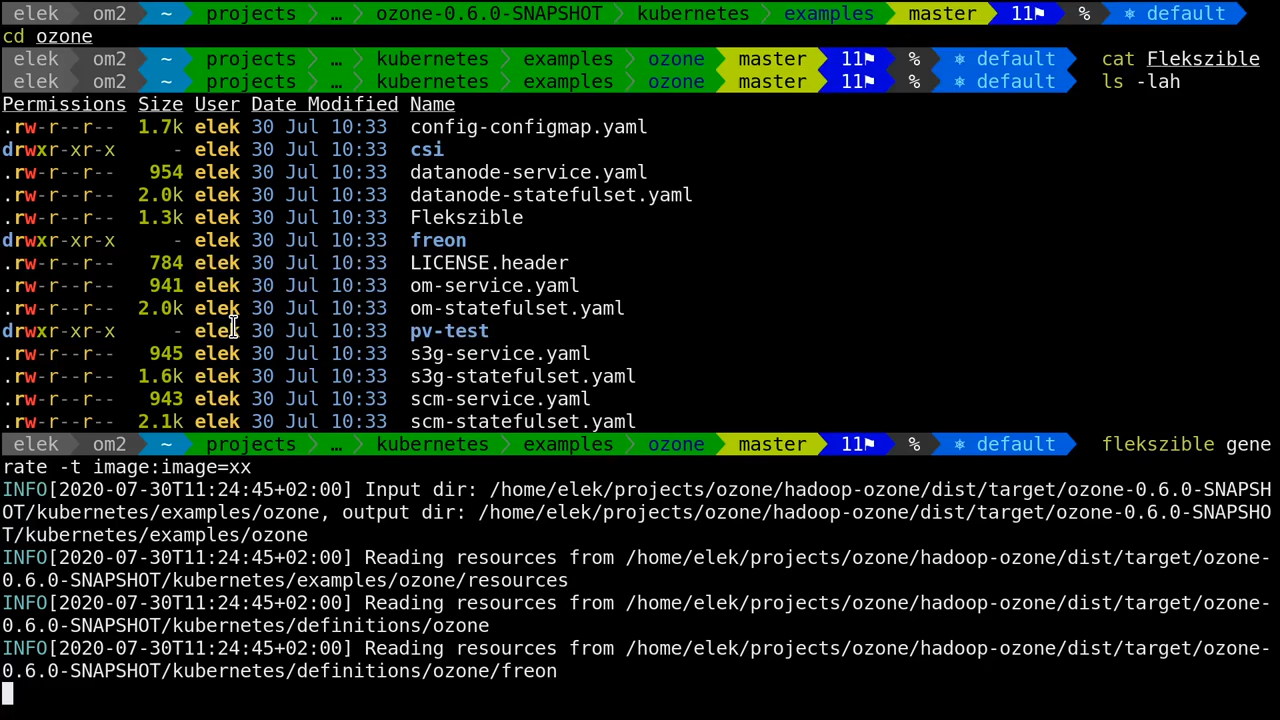 elek om2 ~ projects … ozone-0.6.0-SNAPSHOT kubernetes examples master 11⚑ % ⎈ default
cd ozone
elek om2 ~ projects … kubernetes examples ozone master 11⚑ % ⎈ default cat Flekszible
elek om2 ~ projects … kubernetes examples ozone master 11⚑ % ⎈ default ls -lah
Permissions Size User Date Modified Name
.rw-r--r-- 1.7k elek 30 Jul 10:33 config-configmap.yaml
drwxr-xr-x - elek 30 Jul 10:33 csi
.rw-r--r-- 954 elek 30 Jul 10:33 datanode-service.yaml
.rw-r--r-- 2.0k elek 30 Jul 10:33 datanode-statefulset.yaml
.rw-r--r-- 1.3k elek 30 Jul 10:33 Flekszible
drwxr-xr-x - elek 30 Jul 10:33 freon
.rw-r--r-- 784 elek 30 Jul 10:33 LICENSE.header
.rw-r--r-- 941 elek 30 Jul 10:33 om-service.yaml
.rw-r--r-- 2.0k elek 30 Jul 10:33 om-statefulset.yaml
drwxr-xr-x - elek 30 Jul 10:33 pv-test
.rw-r--r-- 945 elek 30 Jul 10:33 s3g-service.yaml
.rw-r--r-- 1.6k elek 30 Jul 10:33 s3g-statefulset.yaml
.rw-r--r-- 943 elek 30 Jul 10:33 scm-service.yaml
.rw-r--r-- 2.1k elek 30 Jul 10:33 scm-statefulset.yaml
elek om2 ~ projects … kubernetes examples ozone master 11⚑ % ⎈ default flekszible gene
rate -t image:image=xx
INFO[2020-07-30T11:24:45+02:00] Input dir: /home/elek/projects/ozone/hadoop-ozone/dist/target/ozone-0.6.0-SNAPSH
OT/kubernetes/examples/ozone, output dir: /home/elek/projects/ozone/hadoop-ozone/dist/target/ozone-0.6.0-SNAPSHO
T/kubernetes/examples/ozone
INFO[2020-07-30T11:24:45+02:00] Reading resources from /home/elek/projects/ozone/hadoop-ozone/dist/target/ozone-
0.6.0-SNAPSHOT/kubernetes/examples/ozone/resources
INFO[2020-07-30T11:24:45+02:00] Reading resources from /home/elek/projects/ozone/hadoop-ozone/dist/target/ozone-
0.6.0-SNAPSHOT/kubernetes/definitions/ozone
INFO[2020-07-30T11:24:45+02:00] Reading resources from /home/elek/projects/ozone/hadoop-ozone/dist/target/ozone-
0.6.0-SNAPSHOT/kubernetes/definitions/ozone/freon